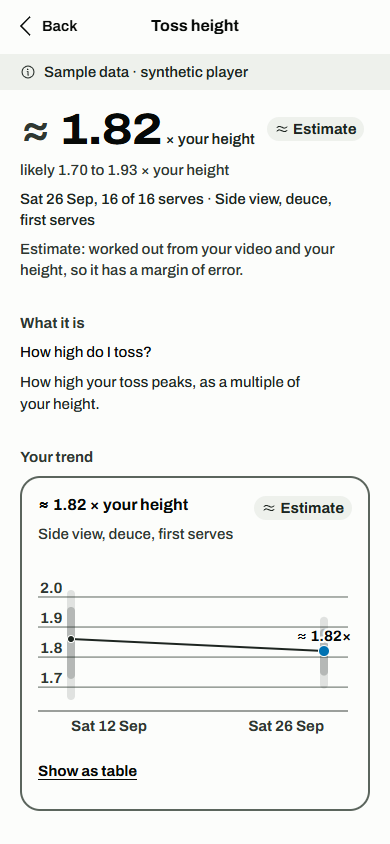 Back
Toss height
Sample data · synthetic player
≈ 1.82 × your height
≈ Estimate
likely 1.70 to 1.93 × your height
Sat 26 Sep, 16 of 16 serves · Side view, deuce,
first serves
Estimate: worked out from your video and your
height, so it has a margin of error.
What it is
How high do I toss?
How high your toss peaks, as a multiple of
your height.
Your trend
≈ 1.82 × your height
≈ Estimate
Side view, deuce, first serves
2.0
1.9
≈ 1.82×
1.8
1.7
Sat 12 Sep
Sat 26 Sep
Show as table